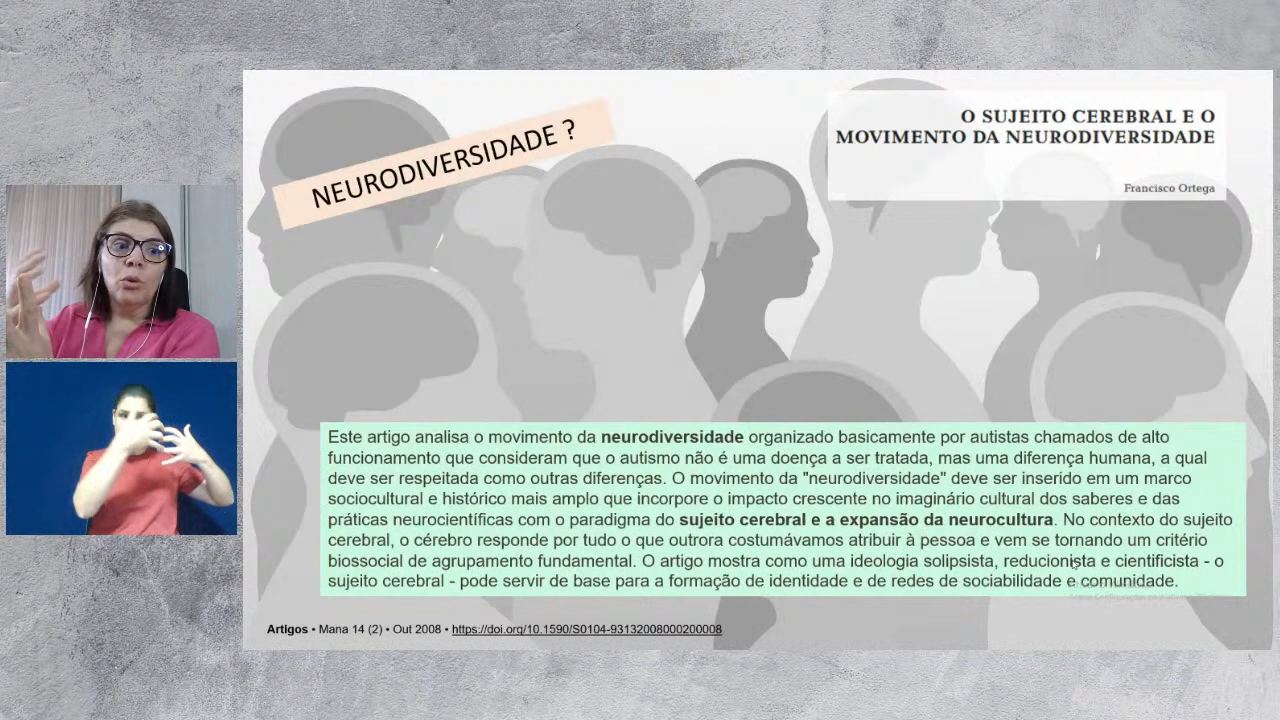 NEURODIVERSIDADE ?
O SUJEITO CEREBRAL E O
MOVIMENTO DA NEURODIVERSIDADE
Francisco Ortega
Este artigo analisa o movimento da neurodiversidade organizado basicamente por autistas chamados de alto
funcionamento que consideram que o autismo não é uma doença a ser tratada, mas uma diferença humana, a qual
deve ser respeitada como outras diferenças. O movimento da "neurodiversidade" deve ser inserido em um marco
sociocultural e histórico mais amplo que incorpore o impacto crescente no imaginário cultural dos saberes e das
práticas neurocientíficas com o paradigma do sujeito cerebral e a expansão da neurocultura. No contexto do sujeito
cerebral, o cérebro responde por tudo o que outrora costumávamos atribuir à pessoa e vem se tornando um critério
biossocial de agrupamento fundamental. O artigo mostra como uma ideologia solipsista, reducionista e cientificista - o
sujeito cerebral - pode servir de base para a formação de identidade e de redes de sociabilidade e comunidade.
Artigos • Mana 14 (2) • Out 2008 • https://doi.org/10.1590/S0104-93132008000200008